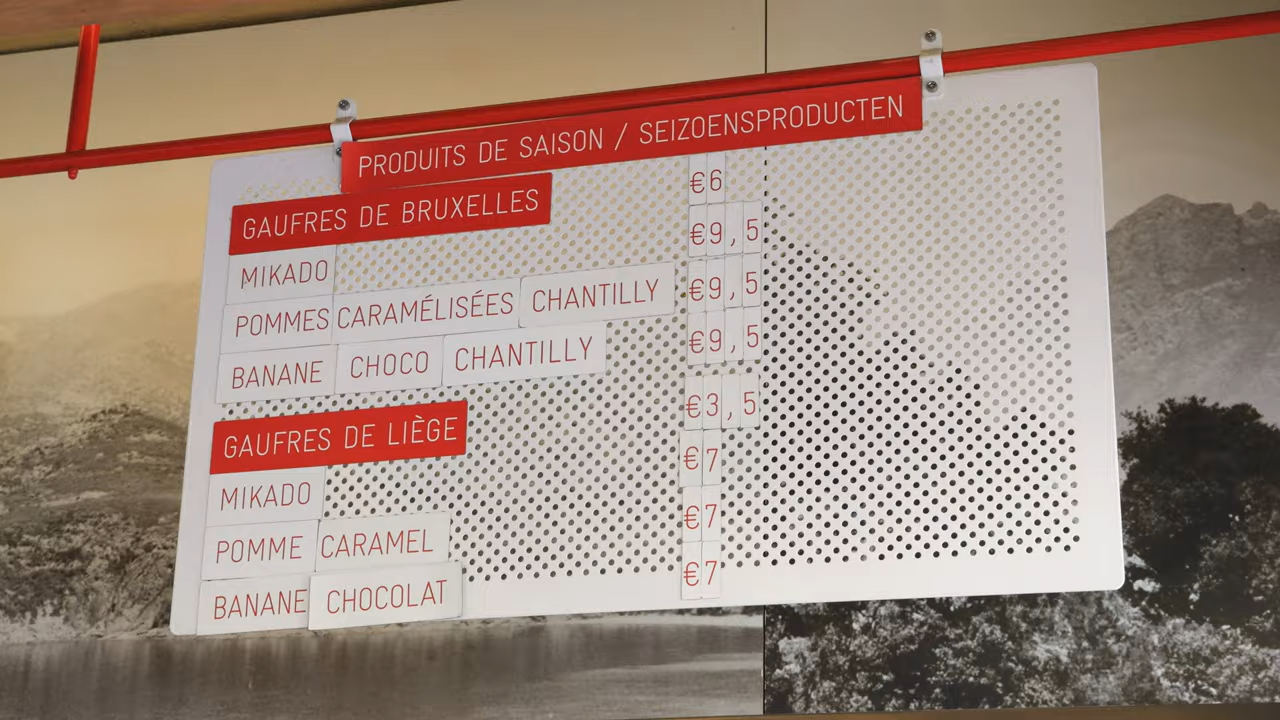 PRODUITS DE SAISON / SEIZOENSPRODUCTEN
GAUFRES DE BRUXELLES €6
MIKADO €9,5
POMMES CARAMÉLISÉES CHANTILLY €9,5
BANANE CHOCO CHANTILLY €9,5
GAUFRES DE LIÈGE €3,5
MIKADO €7
POMME CARAMEL €7
BANANE CHOCOLAT €7